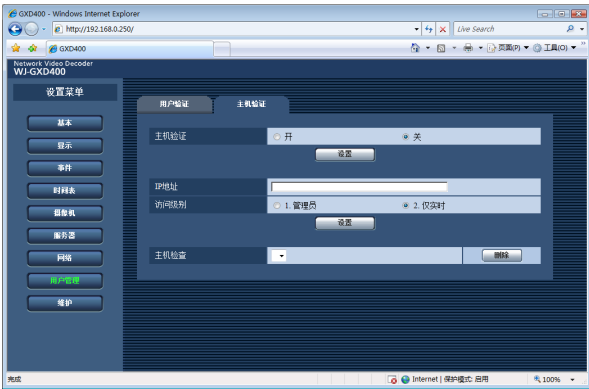 GXD400 - Windows Internet Explorer
http://192.168.0.250/
Live Search
GXD400
页面(P)
工具(O)
Network Video Decoder
WJ-GXD400
设置菜单
基本
显示
事件
时间表
摄像机
服务器
网络
用户管理
维护
用户验证
主机验证
主机验证
开
关
设置
IP地址
访问级别
1. 管理员
2. 仅实时
设置
主机检查
删除
完成
Internet | 保护模式: 启用
100%